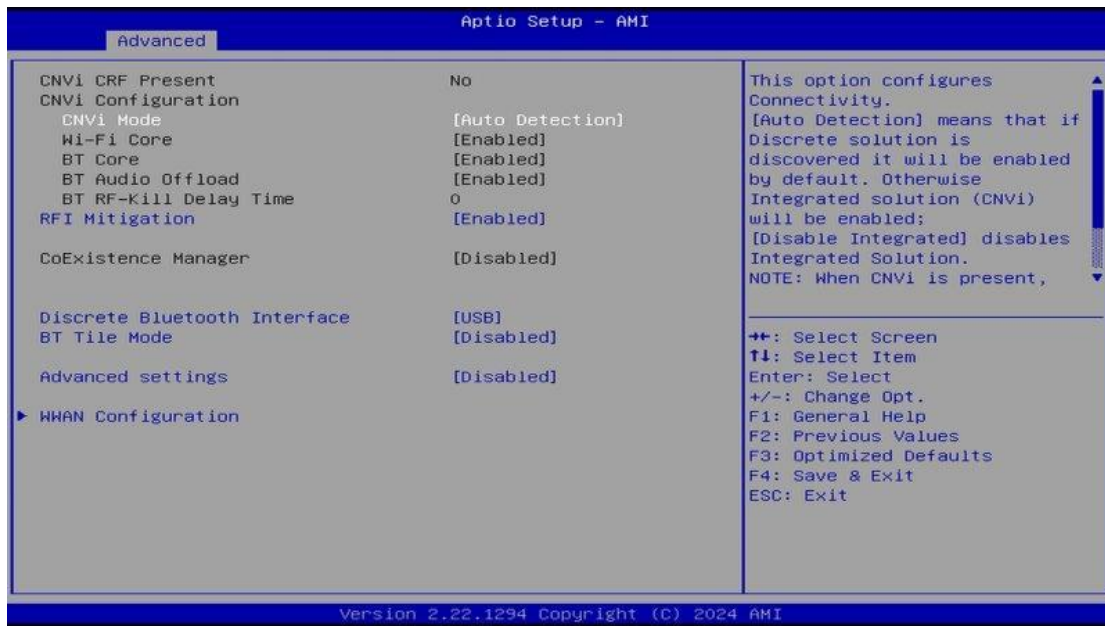 Aptio Setup – AMI
Advanced
CNVi CRF Present No
CNVi Configuration
CNVi Mode [Auto Detection]
Wi-Fi Core [Enabled]
BT Core [Enabled]
BT Audio Offload [Enabled]
BT RF-Kill Delay Time 0
RFI Mitigation [Enabled]
CoExistence Manager [Disabled]
Discrete Bluetooth Interface [USB]
BT Tile Mode [Disabled]
Advanced settings [Disabled]
▶ WWAN Configuration
This option configures
Connectivity.
[Auto Detection] means that if
Discrete solution is
discovered it will be enabled
by default. Otherwise
Integrated solution (CNVi)
will be enabled;
[Disable Integrated] disables
Integrated Solution.
NOTE: When CNVi is present,
→←: Select Screen
↑↓: Select Item
Enter: Select
+/-: Change Opt.
F1: General Help
F2: Previous Values
F3: Optimized Defaults
F4: Save & Exit
ESC: Exit
Version 2.22.1294 Copyright (C) 2024 AMI